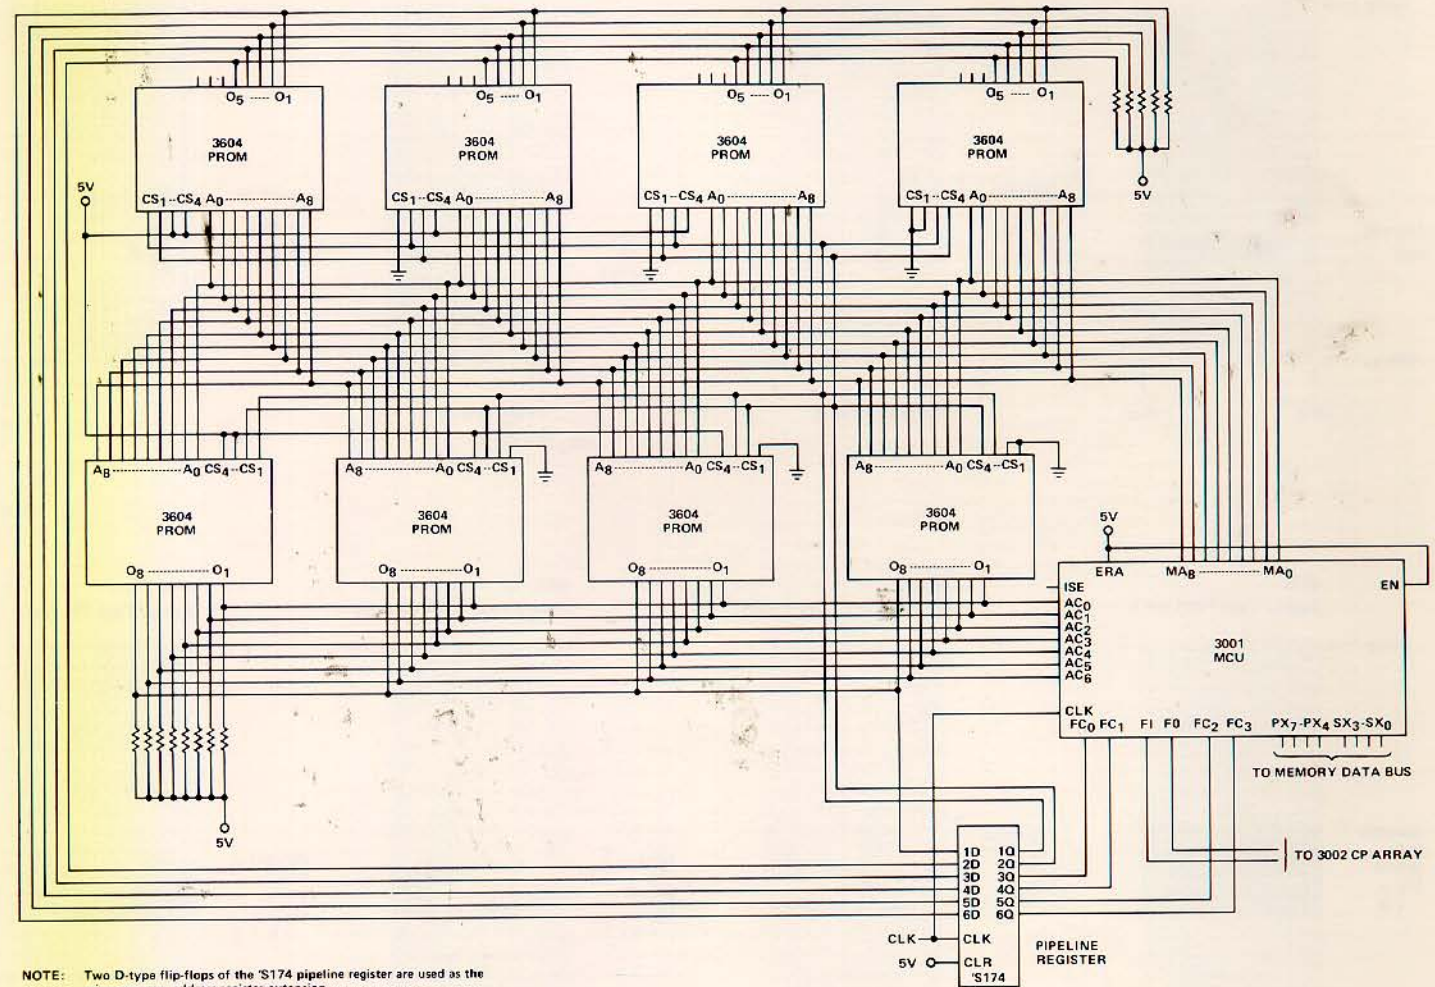 O5 ----- O1
O5 ----- O1
O5 ----- O1
O5 ----- O1
3604
PROM
3604
PROM
3604
PROM
3604
PROM
5V
5V
CS1--CS4 A0 ---------- A8
CS1--CS4 A0 ---------- A8
CS1--CS4 A0 ---------- A8
CS1--CS4 A0 ---------- A8
A8 ---------- A0 CS4--CS1
A8 ---------- A0 CS4--CS1
A8 ---------- A0 CS4--CS1
A8 ---------- A0 CS4--CS1
3604
PROM
3604
PROM
3604
PROM
3604
PROM
O8 ---------- O1
O8 ---------- O1
O8 ---------- O1
O8 ---------- O1
5V
5V
ERA
MA8 ---------- MA0
EN
ISE
AC0
AC1
AC2
AC3
AC4
AC5
AC6
3001
MCU
CLK
FC0 FC1 FI F0 FC2 FC3 PX7-PX4 SX3-SX0
TO MEMORY DATA BUS
TO 3002 CP ARRAY
1D 1Q
2D 2Q
3D 3Q
4D 4Q
5D 5Q
6D 6Q
CLK CLK
5V CLR
'S174
PIPELINE
REGISTER
NOTE: Two D-type flip-flops of the 'S174 pipeline register are used as the